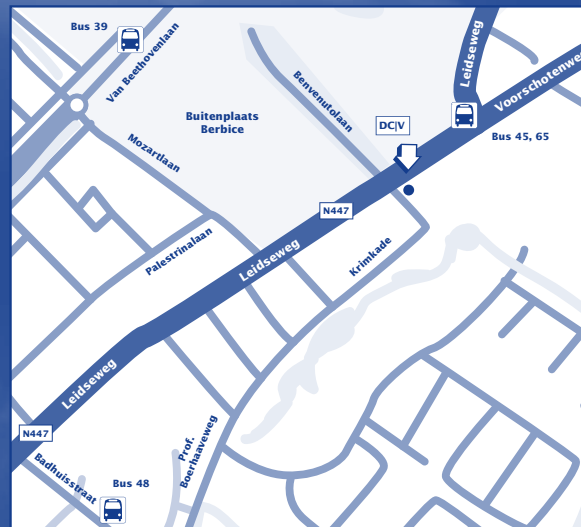 Bus 39
Van Beethovenlaan
Leidseweg
Voorschotenwe
Benvenutolaan
Buitenplaats
Berbice
DC|V
Bus 45, 65
Mozartlaan
N447
Palestrinalaan
Leidseweg
Krimkade
Leidseweg
N447
Prof.
Boerhaaveweg
Badhuisstraat
Bus 48